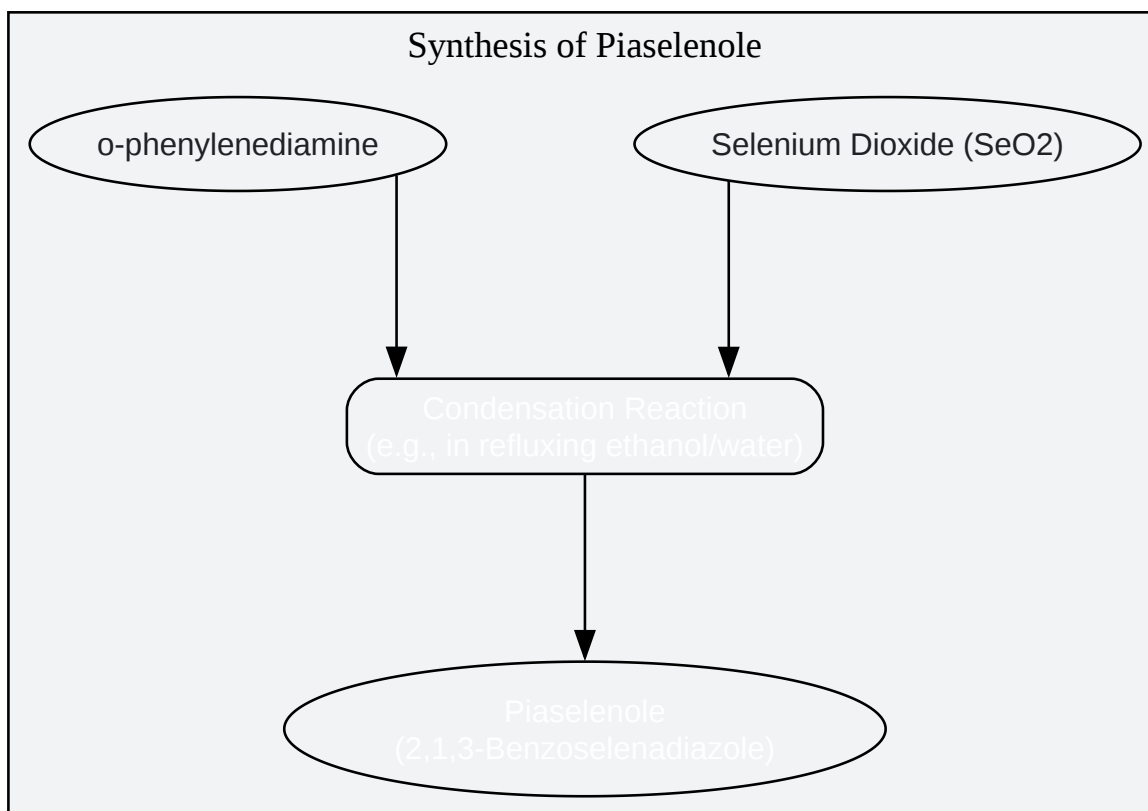 Synthesis of Piaselenole
o-phenylenediamine
Selenium Dioxide (SeO2)
Condensation Reaction
(e.g., in refluxing ethanol/water)
Piaselenole
(2,1,3-Benzoselenadiazole)